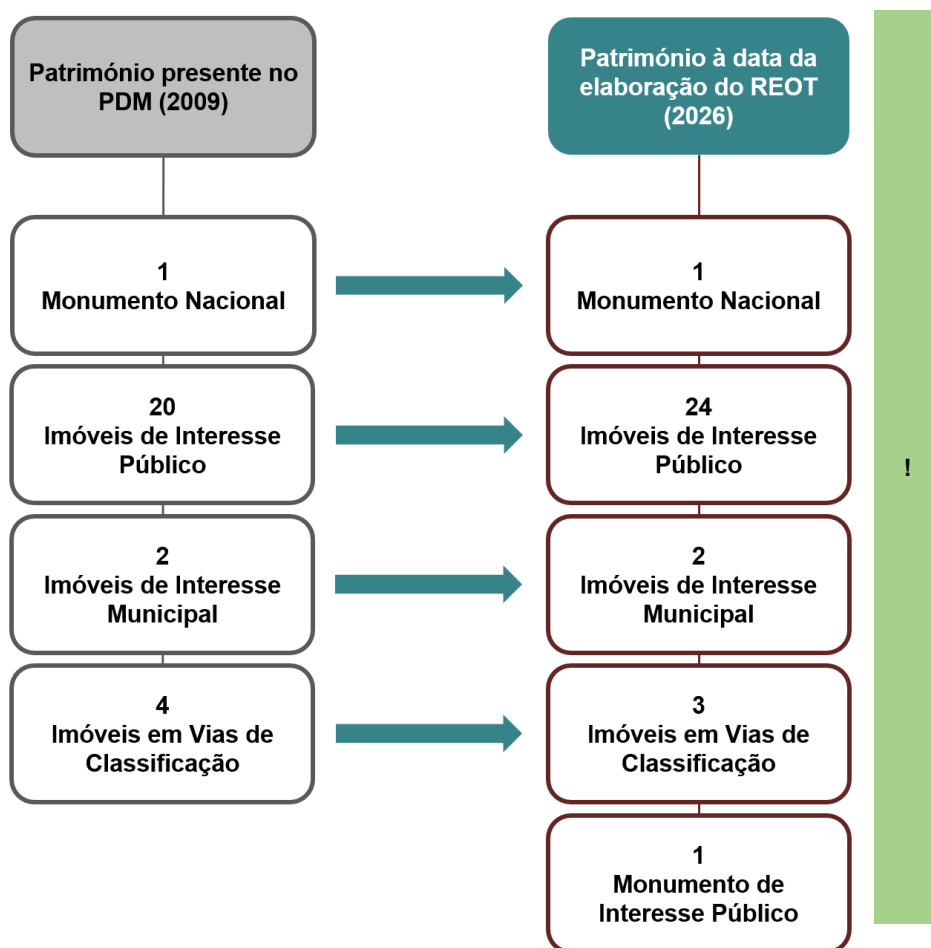 Património presente no
PDM (2009)
1
Monumento Nacional
20
Imóveis de Interesse
Público
2
Imóveis de Interesse
Municipal
4
Imóveis em Vias de
Classificação
Património à data da
elaboração do REOT
(2026)
1
Monumento Nacional
24
Imóveis de Interesse
Público
2
Imóveis de Interesse
Municipal
3
Imóveis em Vias de
Classificação
1
Monumento de
Interesse Público
!